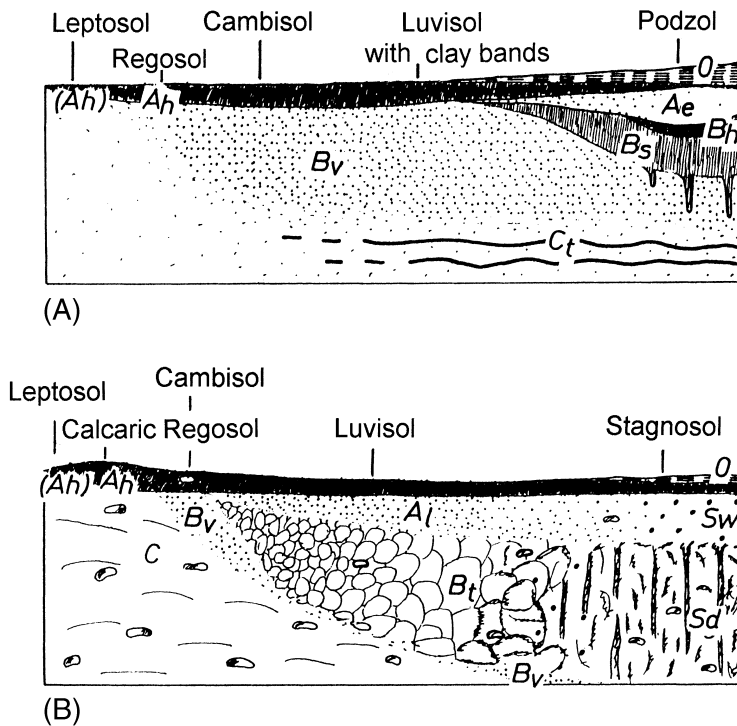 Leptosol Cambisol Luvisol Podzol
Regosol with clay bands
O
(Ah) Ah Ae
Bs Bh
Bv
Ct
(A)
Cambisol
Leptosol
Calcaric Regosol Luvisol Stagnosol
O
(Ah) Ah
Bv Al Sw
C
Bt
Sd
Bv
(B)